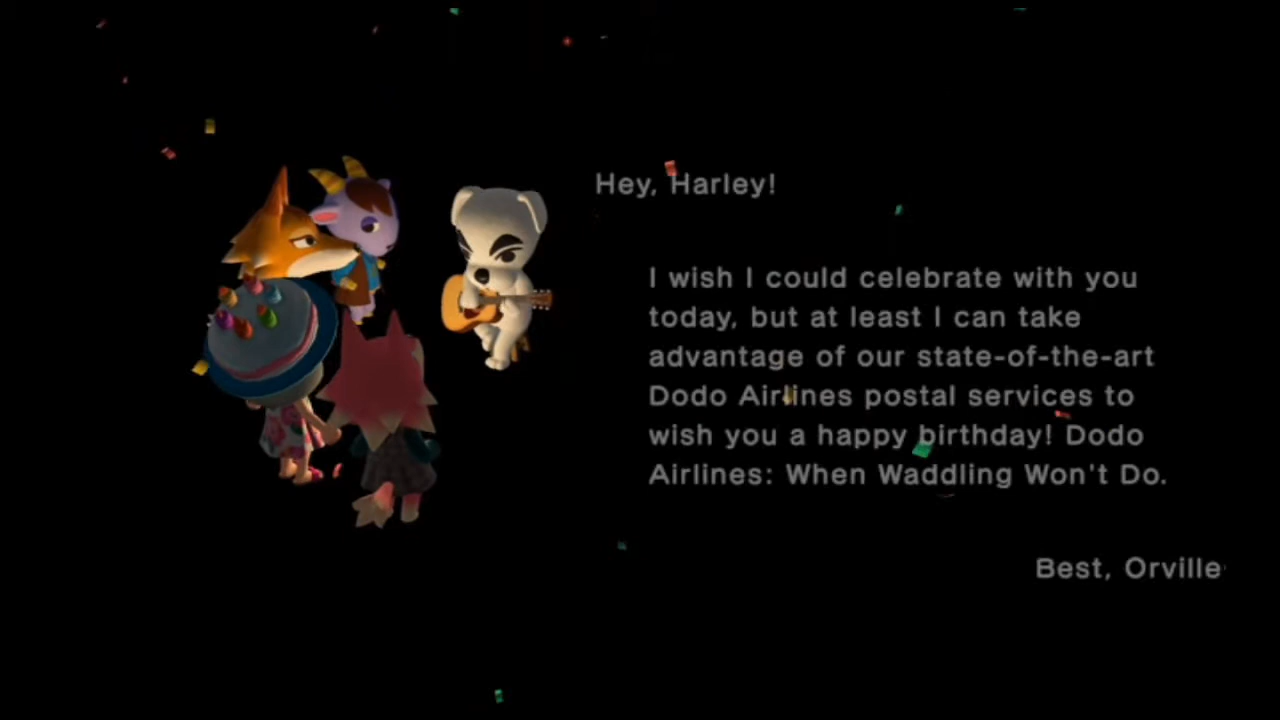 Hey, Harley!
I wish I could celebrate with you
today, but at least I can take
advantage of our state-of-the-art
Dodo Airlines postal services to
wish you a happy birthday! Dodo
Airlines: When Waddling Won't Do.
Best, Orville